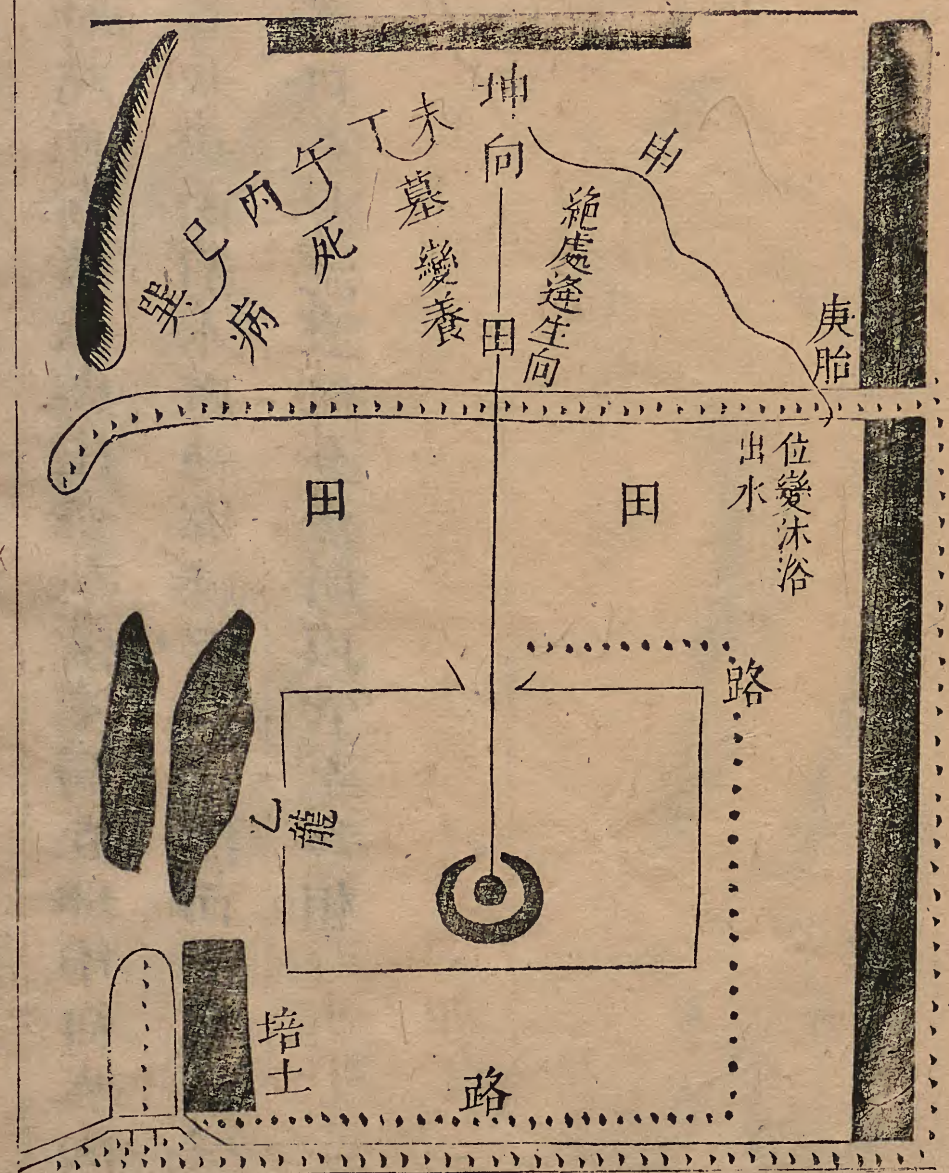 坤向
田
絕處逢生向
申
庚胎
位變沐浴
出水
未
丁
午
丙
巳
巽
墓變養
死
病
田
田
路
乙龍
培土
路